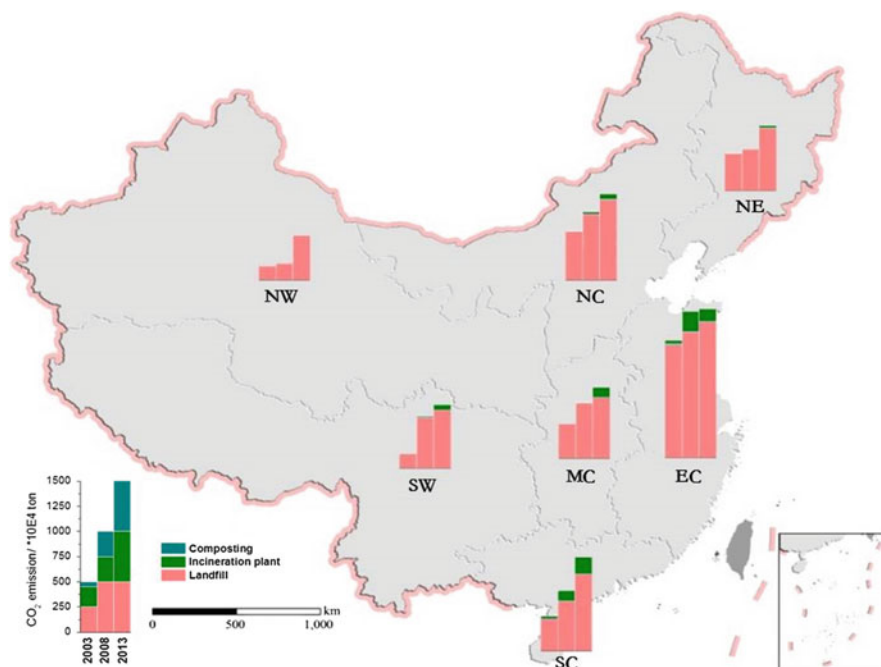 NE
NW
NC
SW
MC
EC
SC
CO₂ emission/ *10E4 ton
1500
1250
1000
750
500
250
0
2003
2008
2013
Composting
Incineration plant
Landfill
km
0 500 1,000